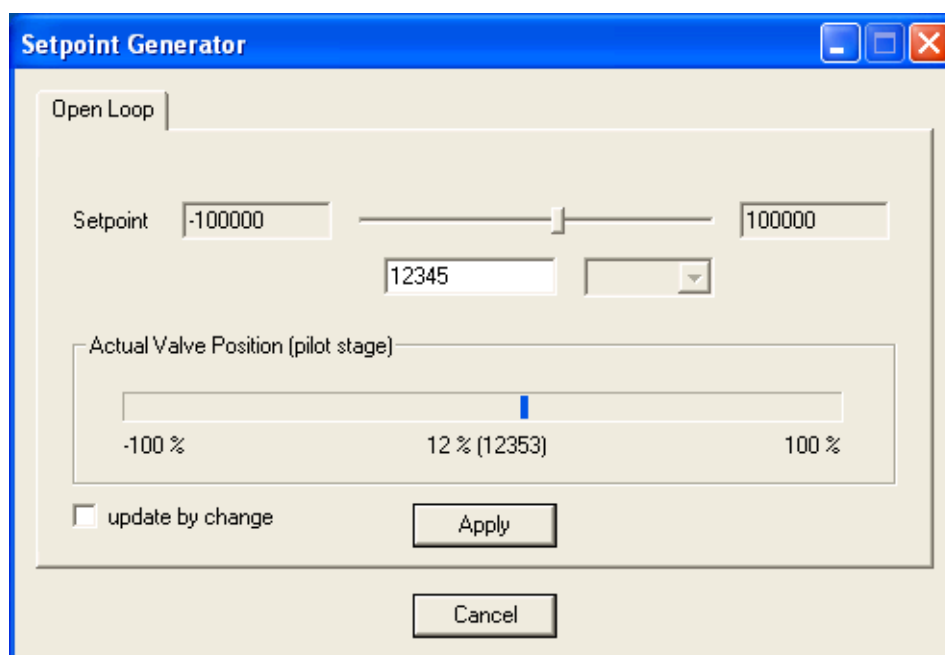 Setpoint Generator
Open Loop
Setpoint -100000 100000
12345
Actual Valve Position (pilot stage)
-100 % 12 % (12353) 100 %
update by change Apply
Cancel